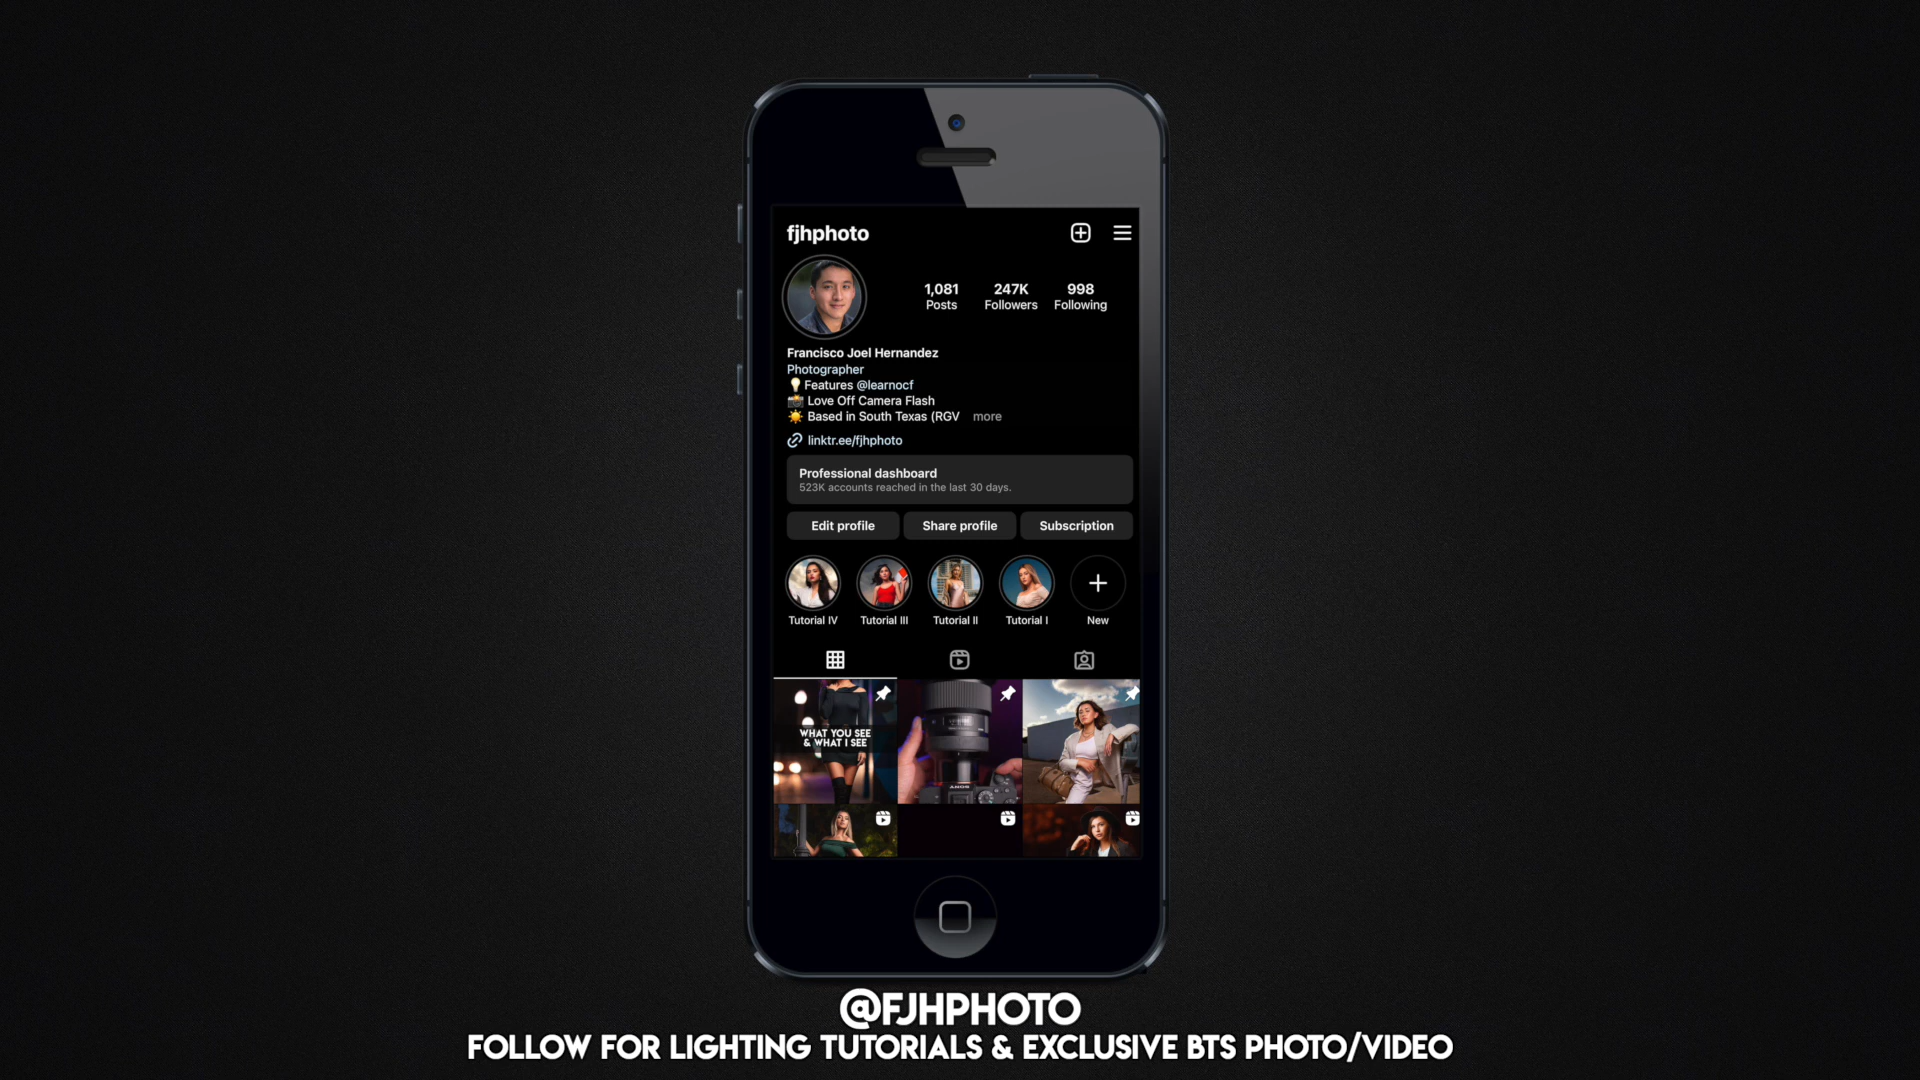 fjhphoto
1,081
Posts
247K
Followers
998
Following
Francisco Joel Hernandez
Photographer
Features @learnocf
Love Off Camera Flash
Based in South Texas (RGV more
linktr.ee/fjhphoto
Professional dashboard
523K accounts reached in the last 30 days.
Edit profile
Share profile
Subscription
Tutorial IV
Tutorial III
Tutorial II
Tutorial I
New
WHAT YOU SEE
& WHAT I SEE
SONY
@FJHPHOTO
FOLLOW FOR LIGHTING TUTORIALS & EXCLUSIVE BTS PHOTO/VIDEO